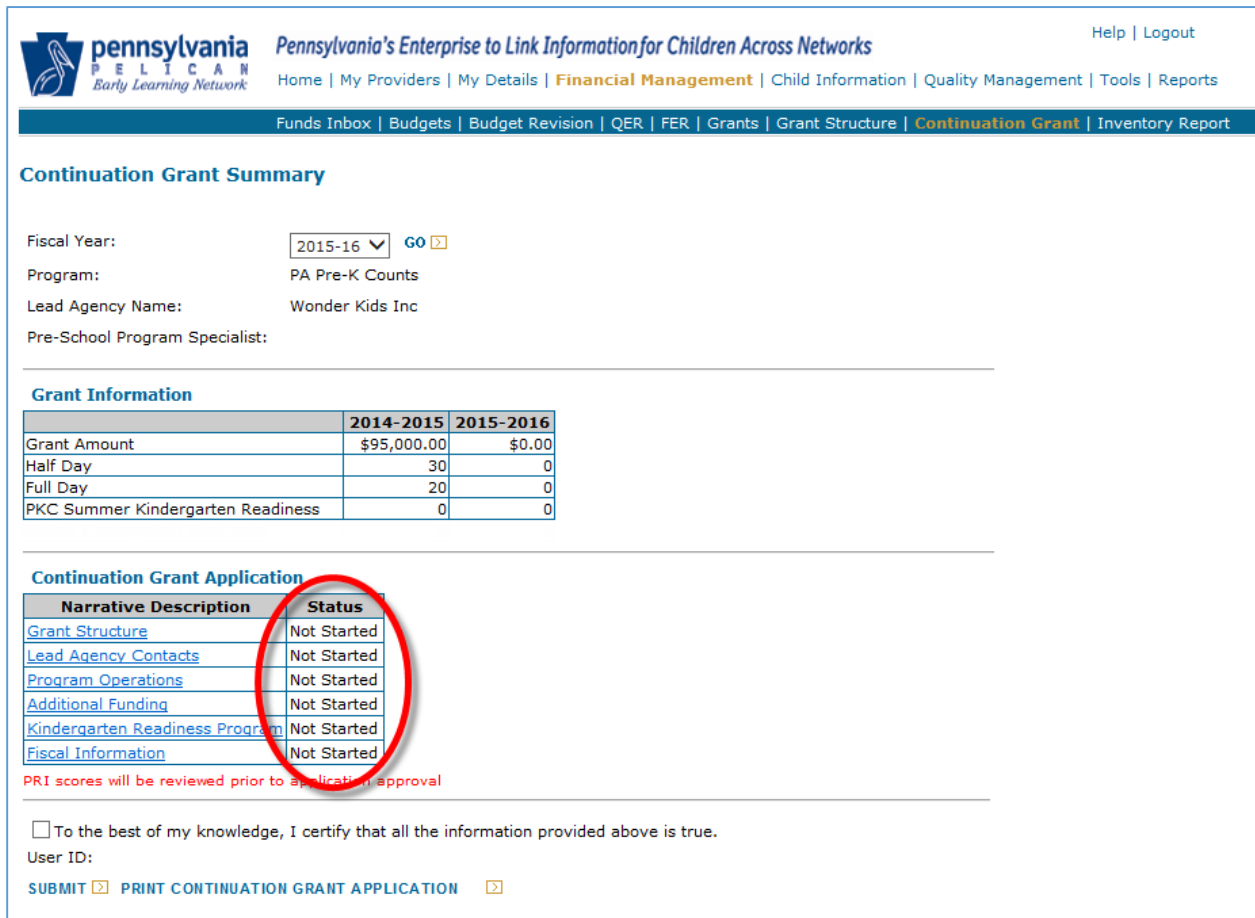 Help | Logout
pennsylvania
PELICAN
Early Learning Network
Pennsylvania's Enterprise to Link Information for Children Across Networks
Home | My Providers | My Details | Financial Management | Child Information | Quality Management | Tools | Reports
Funds Inbox | Budgets | Budget Revision | QER | FER | Grants | Grant Structure | Continuation Grant | Inventory Report
Continuation Grant Summary
Fiscal Year: 2015-16 GO
Program: PA Pre-K Counts
Lead Agency Name: Wonder Kids Inc
Pre-School Program Specialist:
Grant Information
2014-2015 2015-2016
Grant Amount $95,000.00 $0.00
Half Day 30 0
Full Day 20 0
PKC Summer Kindergarten Readiness 0 0
Continuation Grant Application
Narrative Description Status
Grant Structure Not Started
Lead Agency Contacts Not Started
Program Operations Not Started
Additional Funding Not Started
Kindergarten Readiness Program Not Started
Fiscal Information Not Started
PRI scores will be reviewed prior to application approval
To the best of my knowledge, I certify that all the information provided above is true.
User ID:
SUBMIT PRINT CONTINUATION GRANT APPLICATION